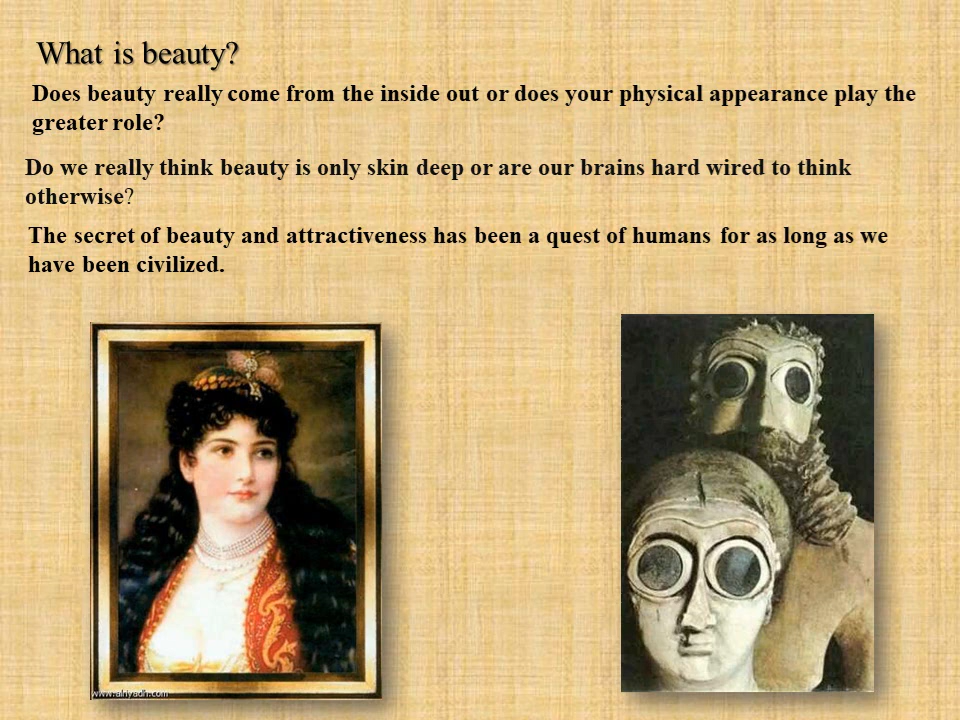 What is beauty?
Does beauty really come from the inside out or does your physical appearance play the
greater role?
Do we really think beauty is only skin deep or are our brains hard wired to think
otherwise?
The secret of beauty and attractiveness has been a quest of humans for as long as we
have been civilized.
www.alriyadh.com